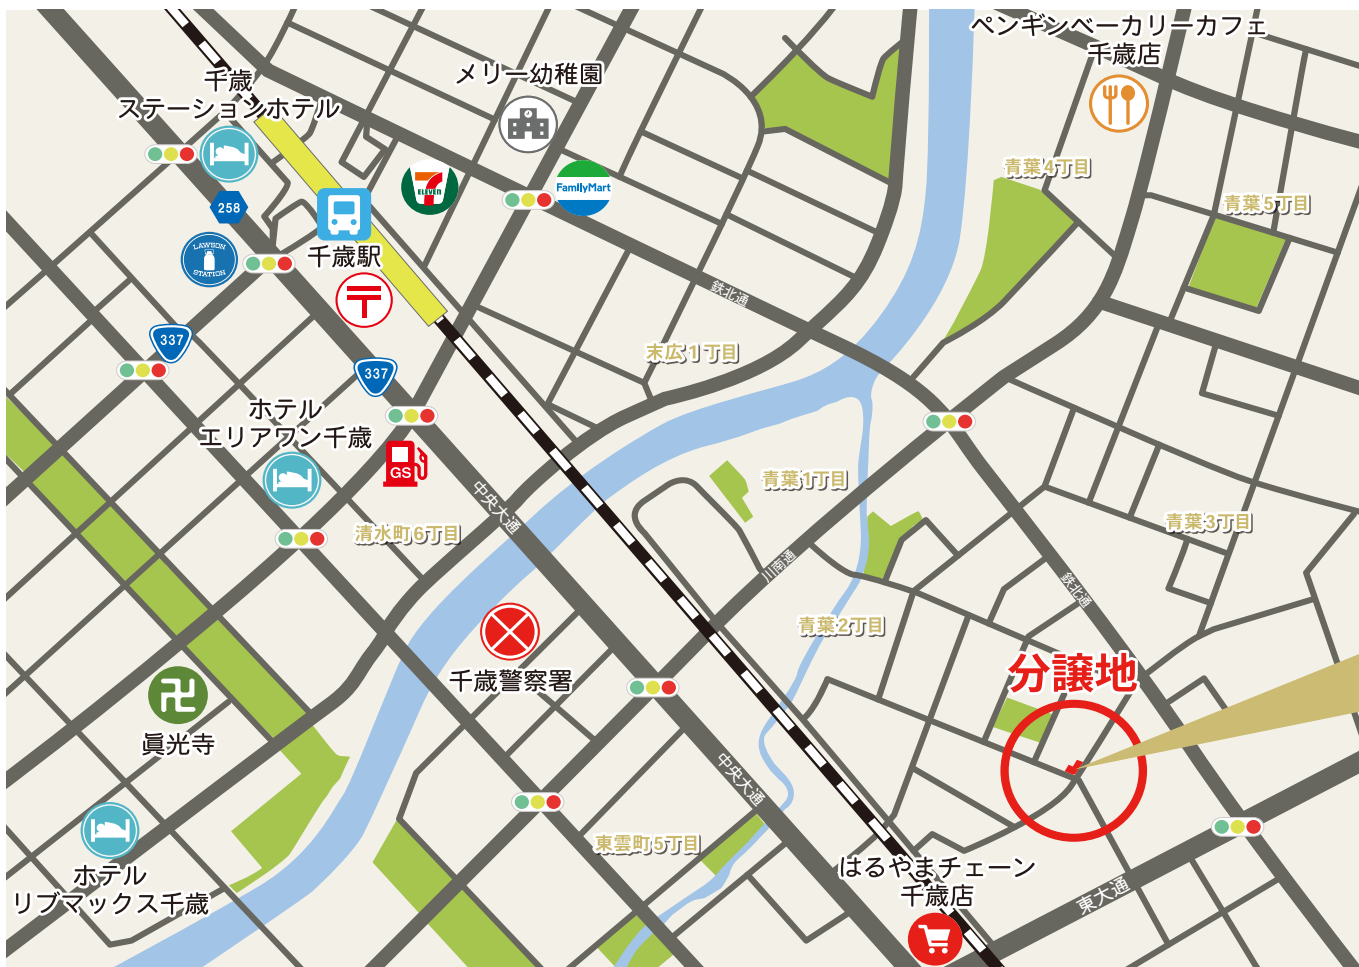 ペンギンベーカリーカフェ
千歳店
メリー幼稚園
千歳
ステーションホテル
青葉4丁目
青葉5丁目
7
ELEVEN
FamilyMart
258
LAWSON
STATION
千歳駅
鉄北通
337
末広1丁目
337
ホテル
エリアワン千歳
GS
青葉1丁目
中央大通
清水町6丁目
青葉3丁目
川南通
鉄北通
青葉2丁目
分譲地
千歳警察署
眞光寺
中央大通
東雲町5丁目
はるやまチェーン
千歳店
ホテル
リブマックス千歳
東大通